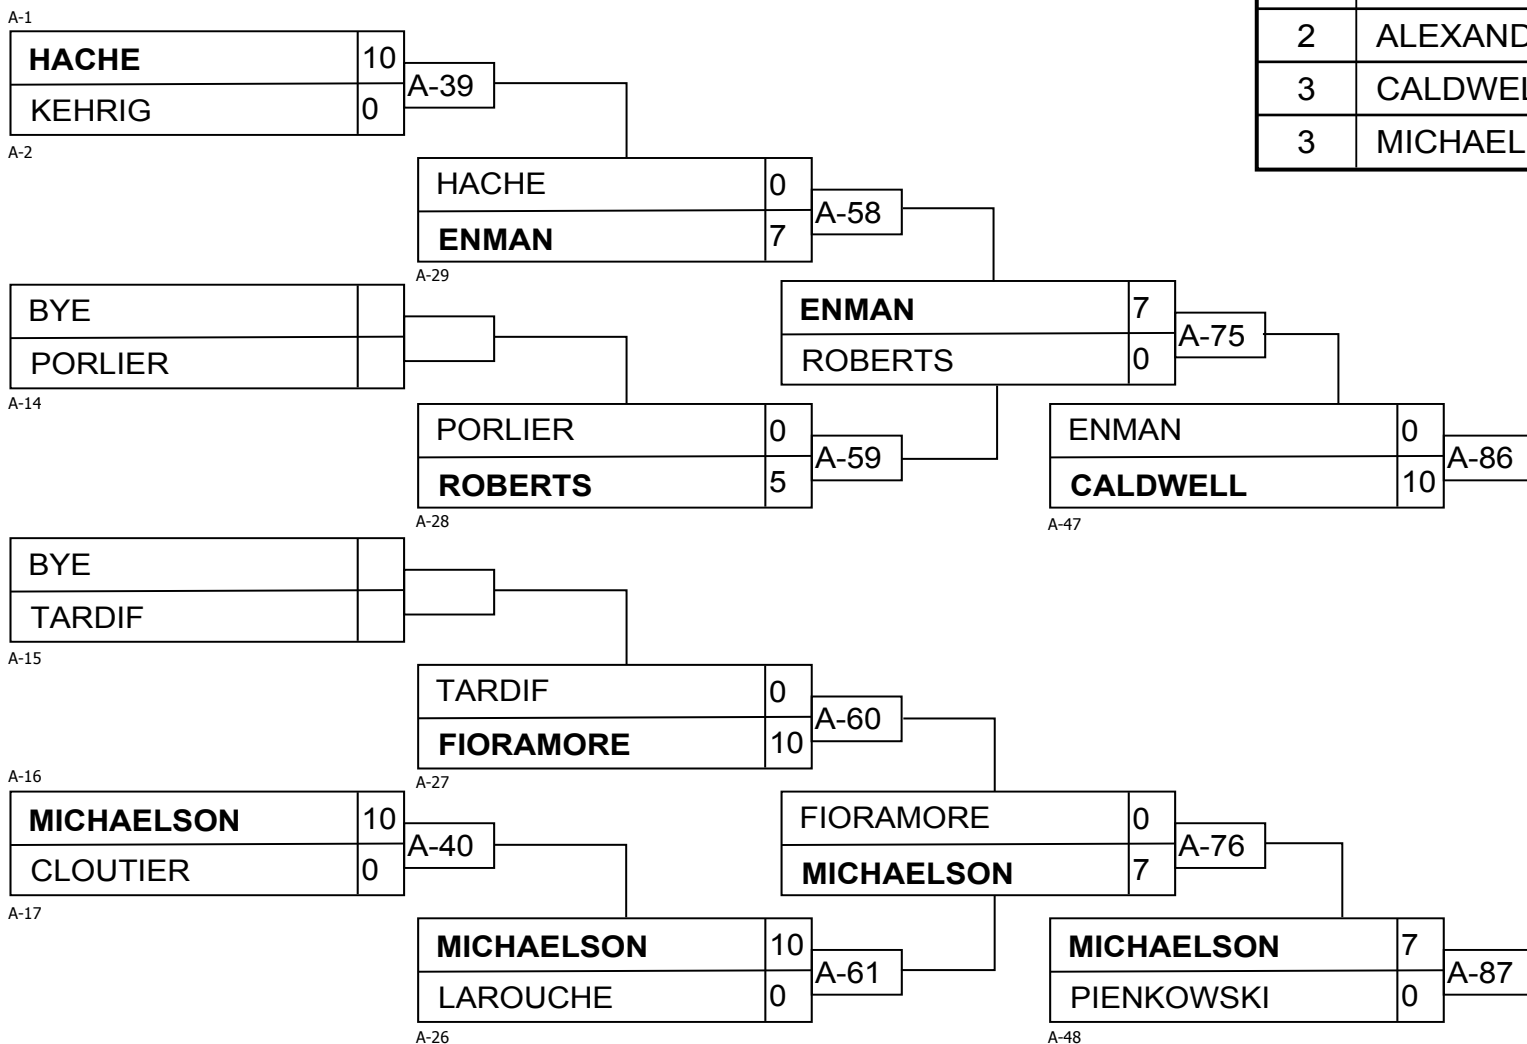 A-1
HACHE 10
KEHRIG 0
A-39
A-2
2
3
3
HACHE 0
ENMAN 7
A-58
A-29
BYE
PORLIER
A-14
ENMAN 7
ROBERTS 0
A-75
PORLIER 0
ROBERTS 5
A-59
A-28
ENMAN 0
CALDWELL 10
A-86
A-47
BYE
TARDIF
A-15
TARDIF 0
FIORAMORE 10
A-60
A-27
A-16
MICHAELSON 10
CLOUTIER 0
A-40
A-17
FIORAMORE 0
MICHAELSON 7
A-76
MICHAELSON 10
LAROUCHE 0
A-61
A-26
MICHAELSON 7
PIENKOWSKI 0
A-87
A-48